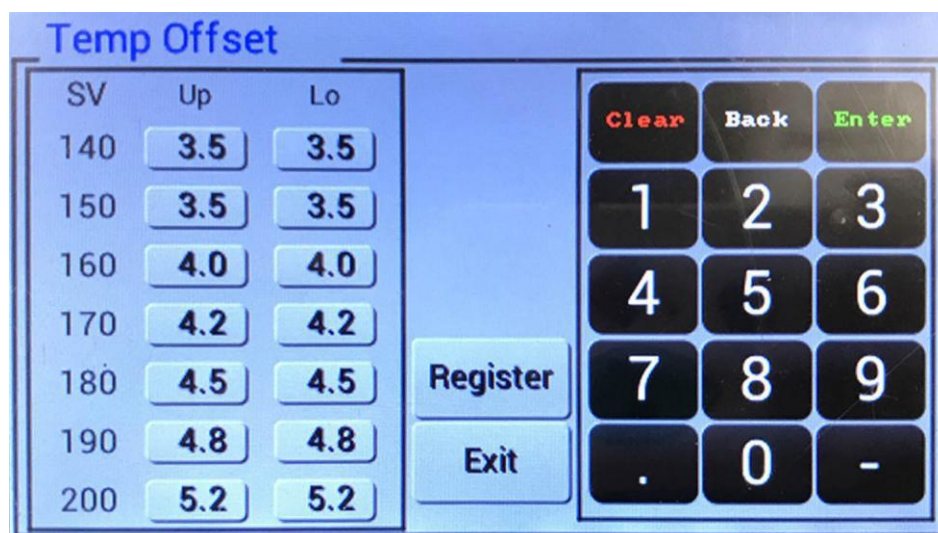 Temp Offset
SV Up Lo
140 3.5 3.5
150 3.5 3.5
160 4.0 4.0
170 4.2 4.2
180 4.5 4.5
190 4.8 4.8
200 5.2 5.2
Register
Exit
Clear Back Enter
1 2 3
4 5 6
7 8 9
. 0 -